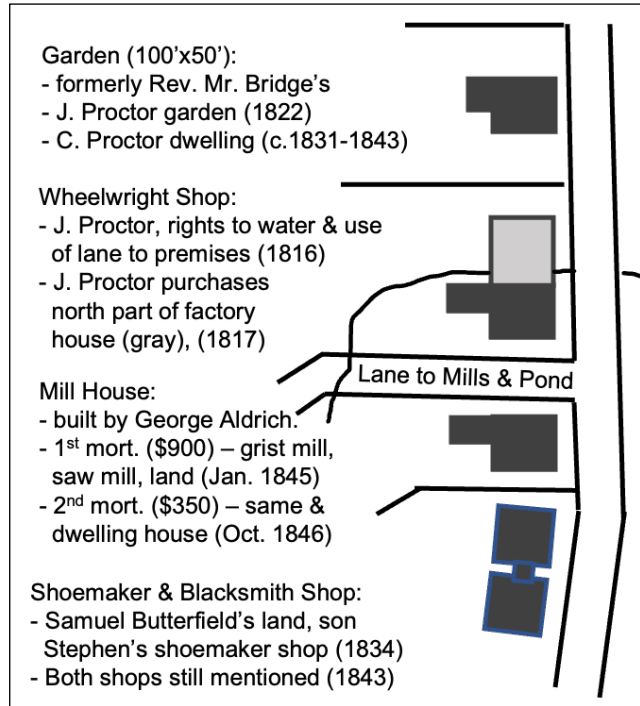 Garden (100'x50'):
- formerly Rev. Mr. Bridge's
- J. Proctor garden (1822)
- C. Proctor dwelling (c.1831-1843)
Wheelwright Shop:
- J. Proctor, rights to water & use
of lane to premises (1816)
- J. Proctor purchases
north part of factory
house (gray), (1817)
Lane to Mills & Pond
Mill House:
- built by George Aldrich.
- 1st mort. ($900) – grist mill,
saw mill, land (Jan. 1845)
- 2nd mort. ($350) – same &
dwelling house (Oct. 1846)
Shoemaker & Blacksmith Shop:
- Samuel Butterfield's land, son
Stephen's shoemaker shop (1834)
- Both shops still mentioned (1843)